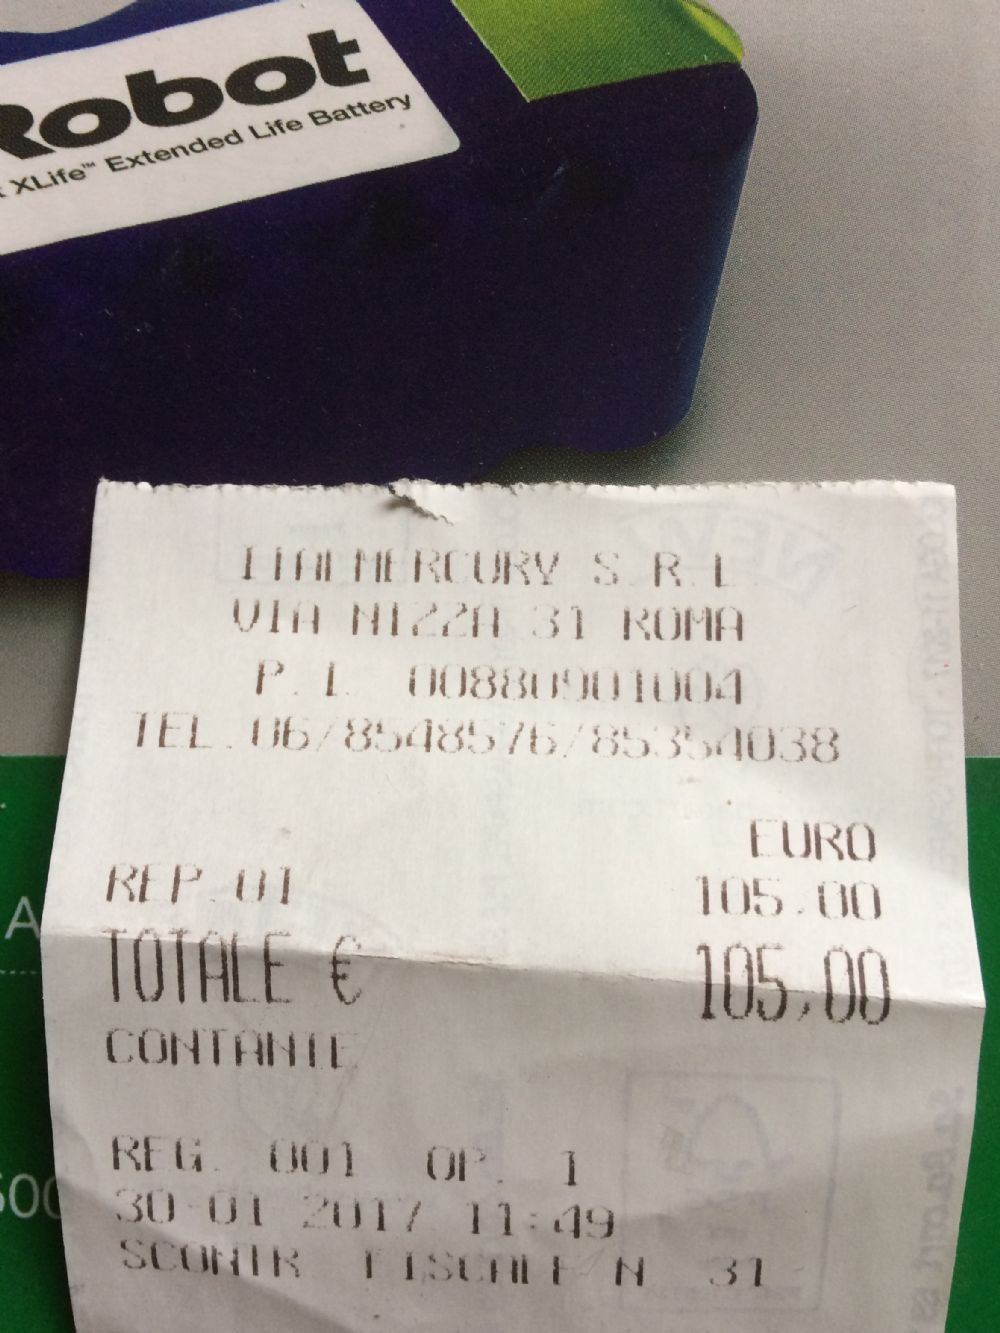 Robot
XLife™ Extended Life Battery
ITALMERCURY S.R.L.
VIA NIZZA 31 ROMA
P.I. 00880901004
TEL.06/8548576/85354038
EURO
REP.01 105,00
TOTALE € 105,00
CONTANTE
REG. 001 OP. 1
30-01-2017 11:49
SCONTR. FISCALE N. 31
A
500